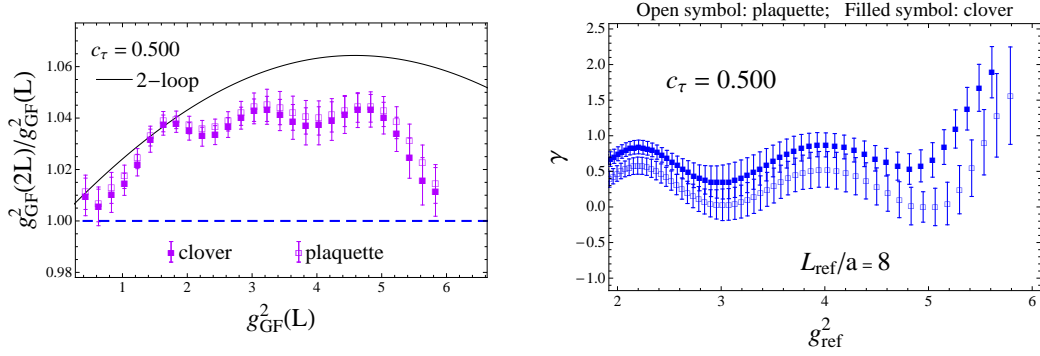 c_τ = 0.500
2-loop
g²_GF(2L)/g²_GF(L)
1.06
1.04
1.02
1.00
0.98
clover
plaquette
1 2 3 4 5 6
g²_GF(L)
Open symbol: plaquette; Filled symbol: clover
c_τ = 0.500
γ
2.5
2.0
1.5
1.0
0.5
0.0
−0.5
−1.0
L_ref/a = 8
2 3 4 5 6
g²_ref